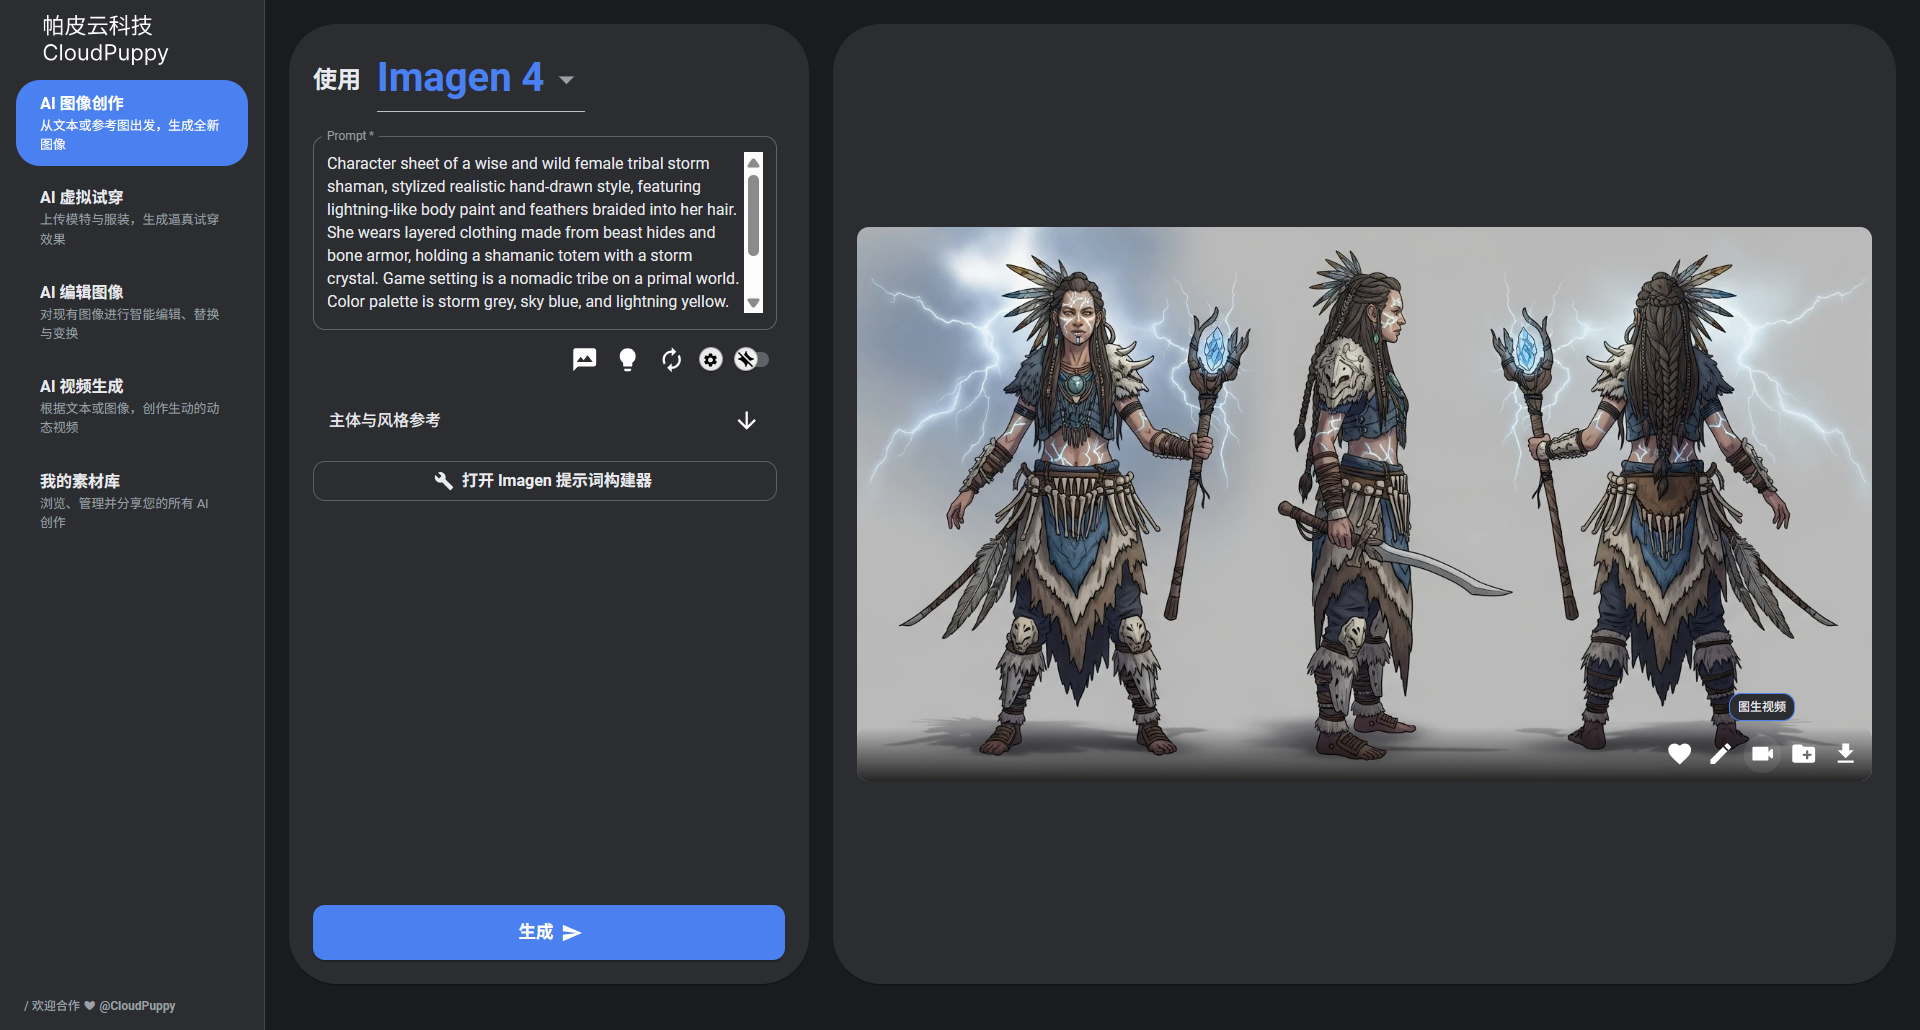 帕皮云科技
CloudPuppy
AI 图像创作
从文本或参考图出发，生成全新
图像
AI 虚拟试穿
上传模特与服装，生成逼真试穿
效果
AI 编辑图像
对现有图像进行智能编辑、替换
与变换
AI 视频生成
根据文本或图像，创作生动的动
态视频
我的素材库
浏览、管理并分享您的所有 AI
创作
/ 欢迎合作 ❤ @CloudPuppy
使用 Imagen 4
Prompt *
Character sheet of a wise and wild female tribal storm
shaman, stylized realistic hand-drawn style, featuring
lightning-like body paint and feathers braided into her hair.
She wears layered clothing made from beast hides and
bone armor, holding a shamanic totem with a storm
crystal. Game setting is a nomadic tribe on a primal world.
Color palette is storm grey, sky blue, and lightning yellow.
主体与风格参考
打开 Imagen 提示词构建器
生成
图生视频